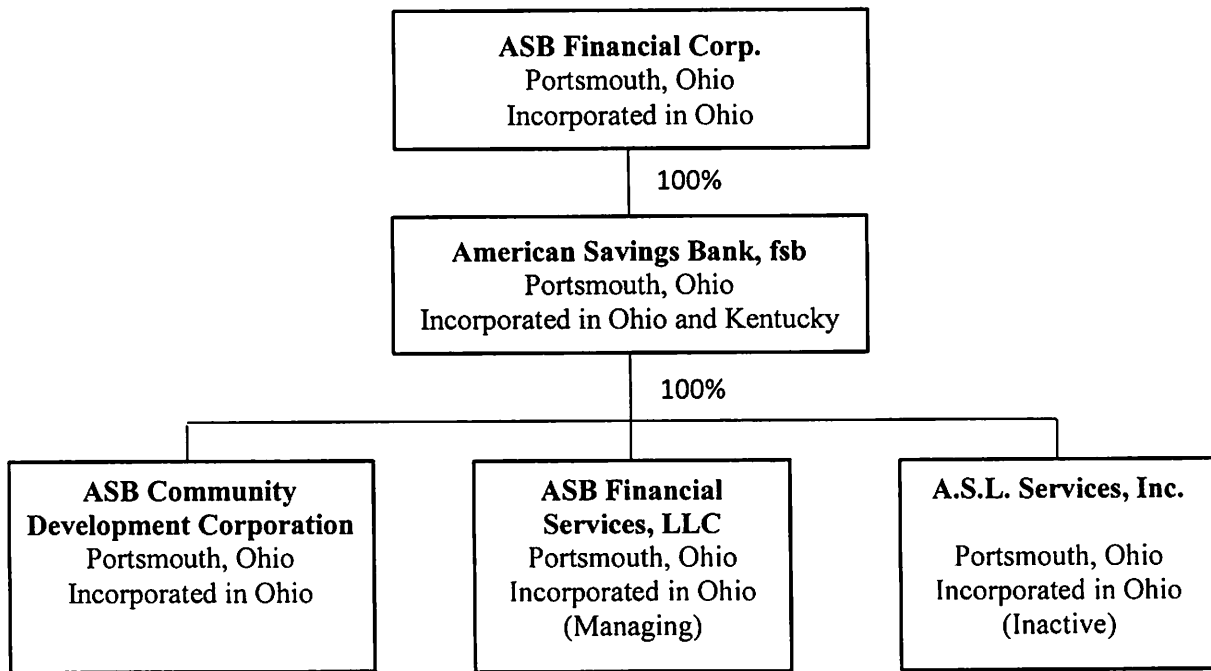 ASB Financial Corp.
Portsmouth, Ohio
Incorporated in Ohio
100%
American Savings Bank, fsb
Portsmouth, Ohio
Incorporated in Ohio and Kentucky
100%
ASB Community
Development Corporation
Portsmouth, Ohio
Incorporated in Ohio
ASB Financial
Services, LLC
Portsmouth, Ohio
Incorporated in Ohio
(Managing)
A.S.L. Services, Inc.
Portsmouth, Ohio
Incorporated in Ohio
(Inactive)